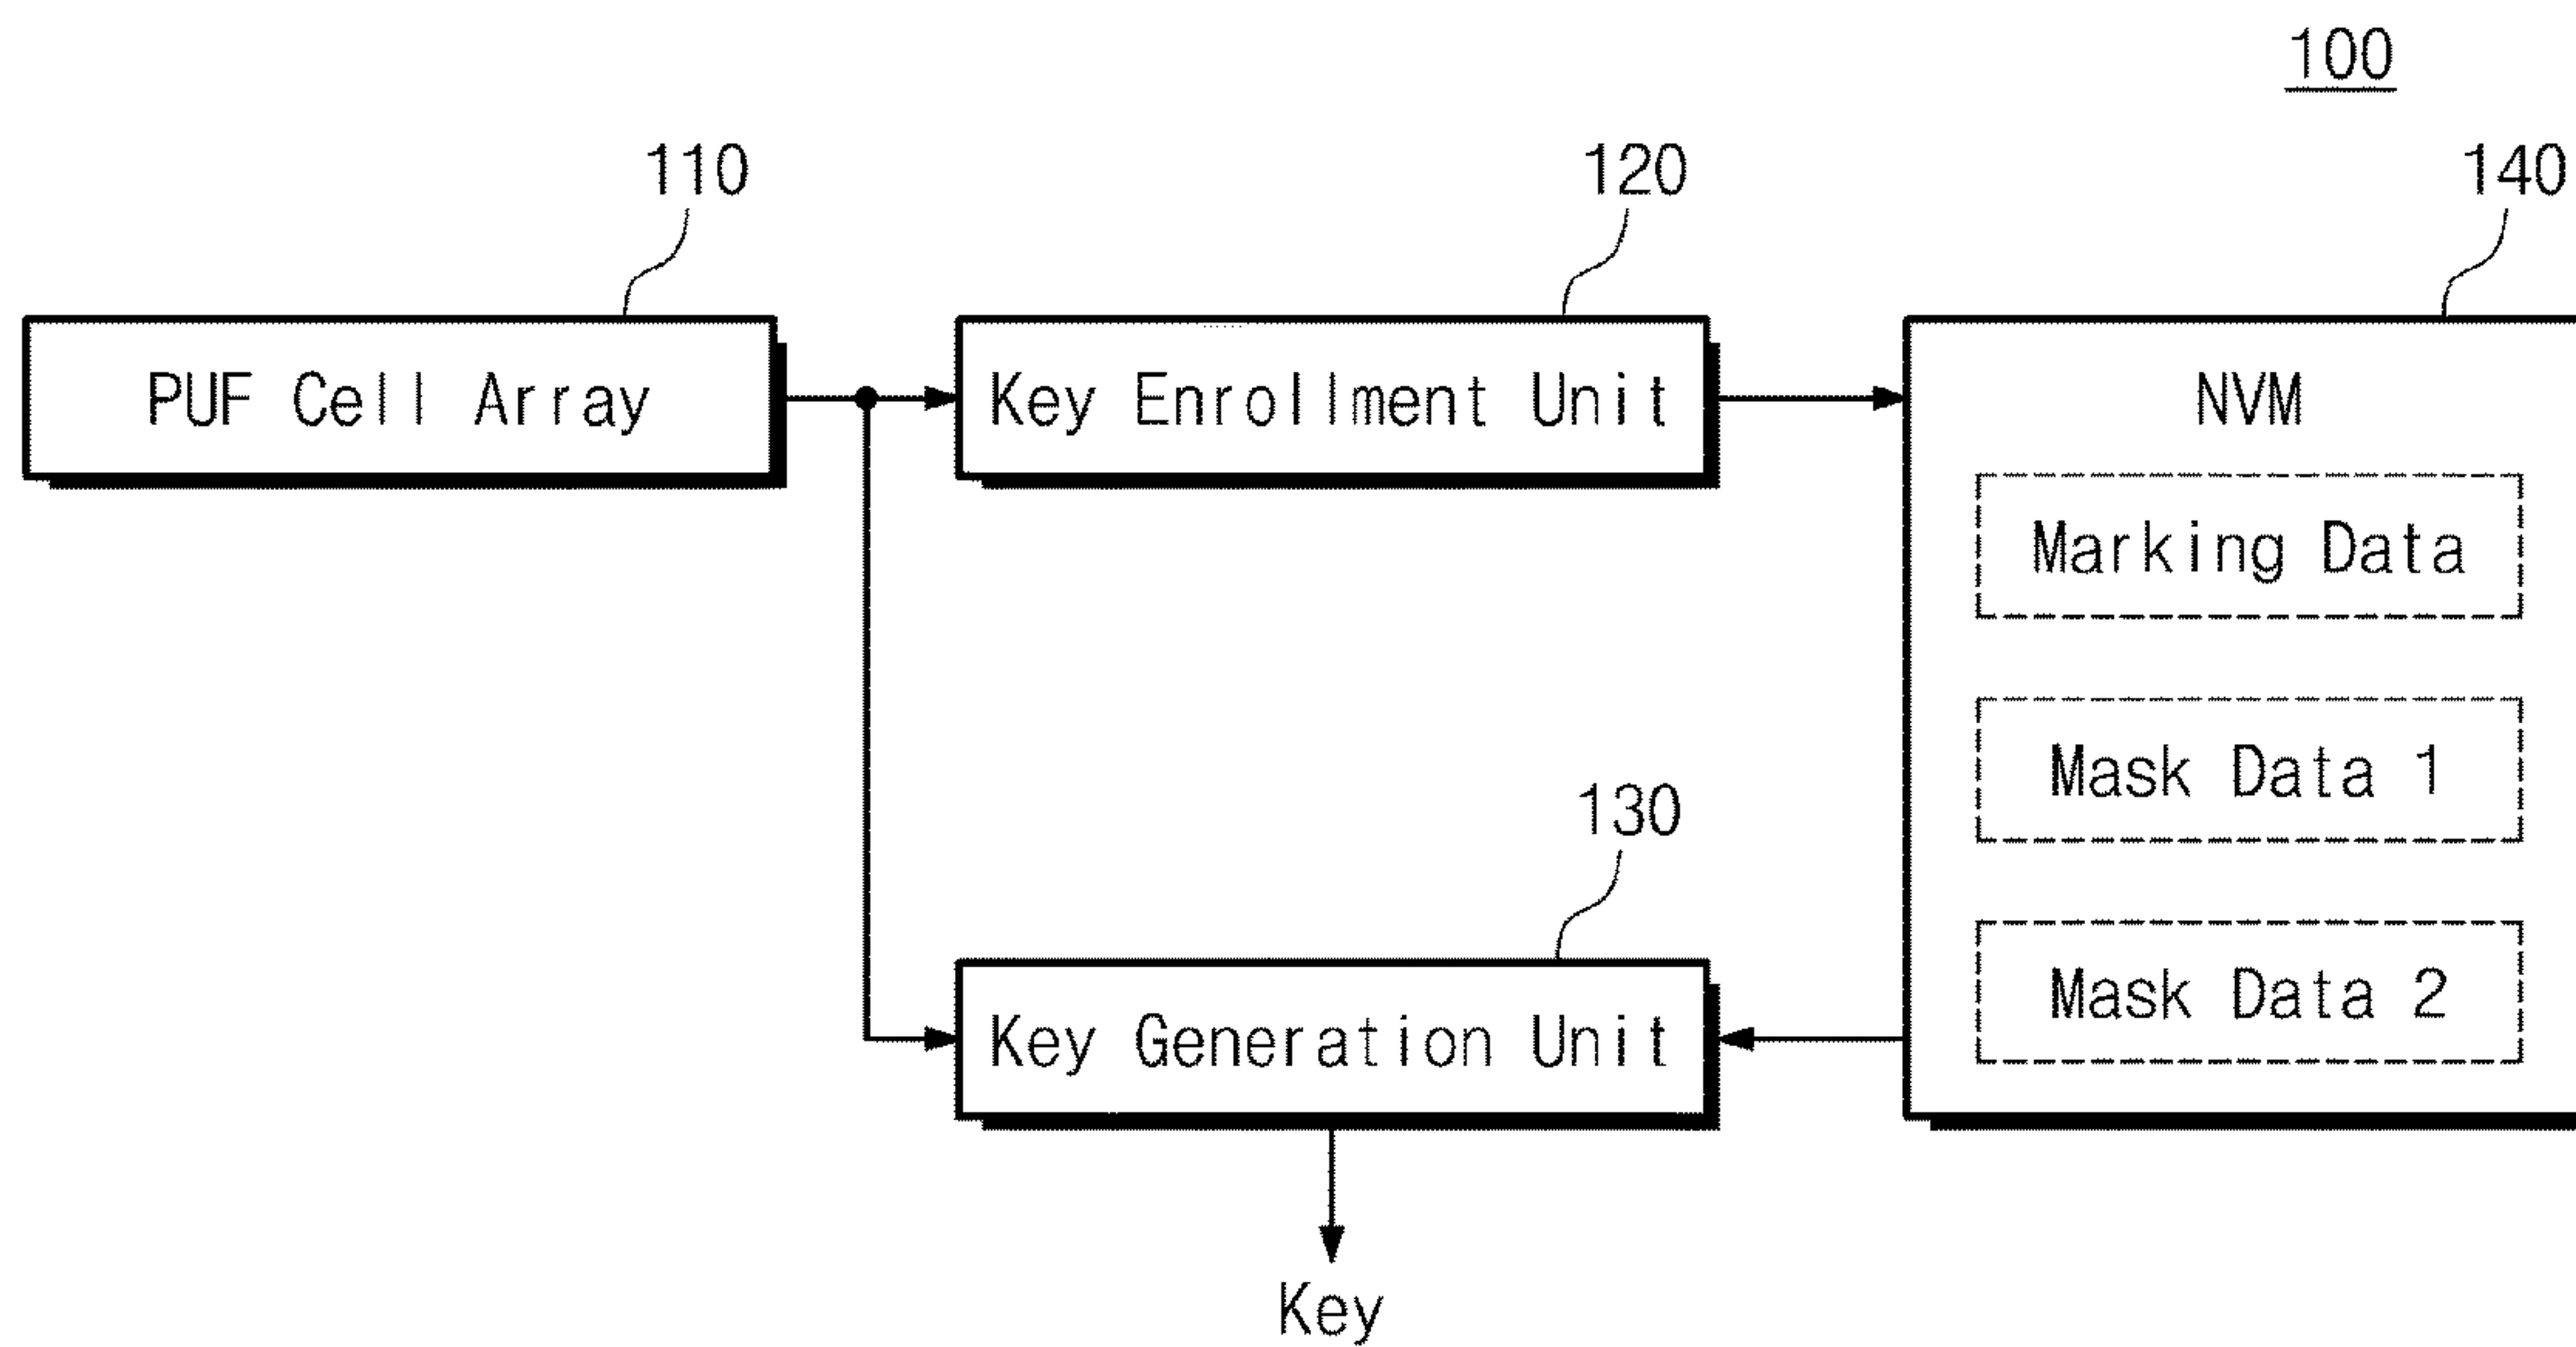 100
110
120
140
PUF Cell Array
Key Enrollment Unit
NVM
Marking Data
Mask Data 1
130
Mask Data 2
Key Generation Unit
Key